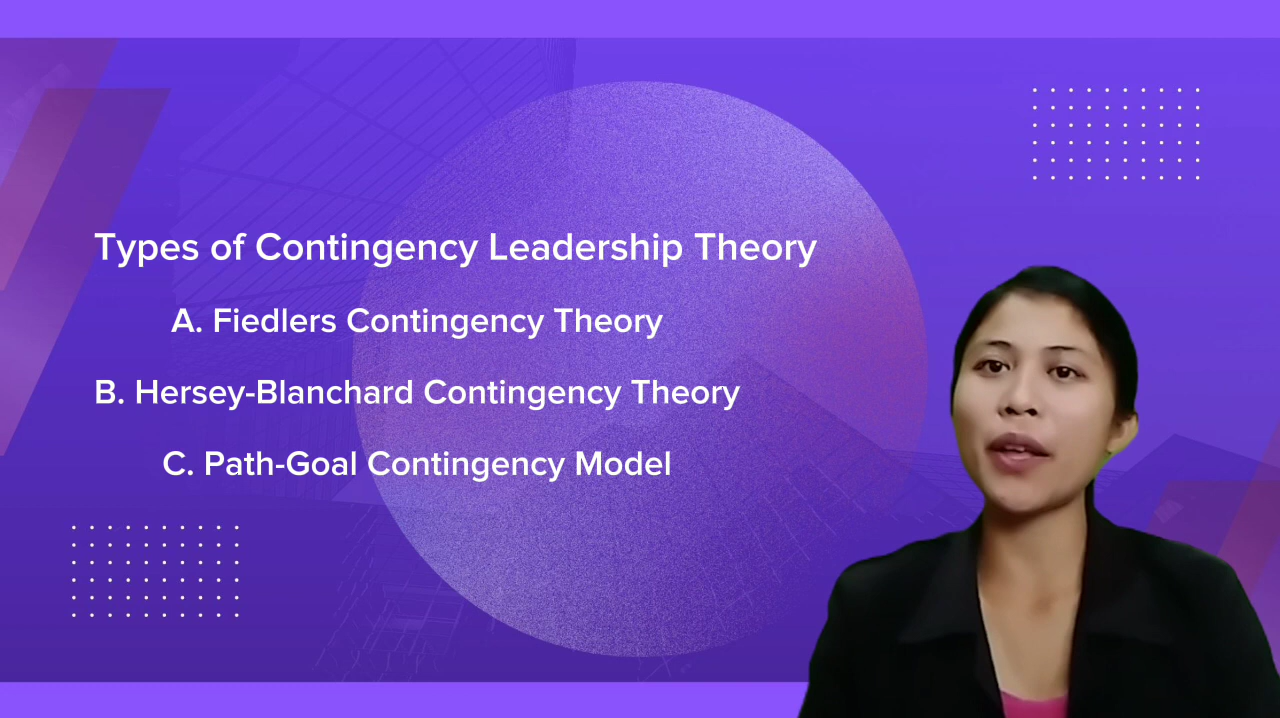 Types of Contingency Leadership Theory
A. Fiedlers Contingency Theory
B. Hersey-Blanchard Contingency Theory
C. Path-Goal Contingency Model